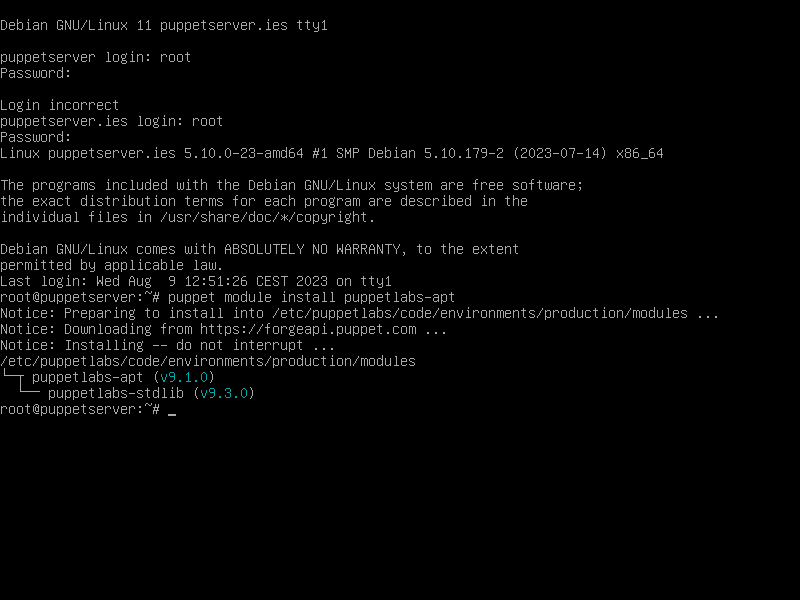 Debian GNU/Linux 11 puppetserver.ies tty1
puppetserver login: root
Password:
Login incorrect
puppetserver.ies login: root
Password:
Linux puppetserver.ies 5.10.0-23-amd64 #1 SMP Debian 5.10.179-2 (2023-07-14) x86_64
The programs included with the Debian GNU/Linux system are free software;
the exact distribution terms for each program are described in the
individual files in /usr/share/doc/*/copyright.
Debian GNU/Linux comes with ABSOLUTELY NO WARRANTY, to the extent
permitted by applicable law.
Last login: Wed Aug  9 12:51:26 CEST 2023 on tty1
root@puppetserver:~# puppet module install puppetlabs-apt
Notice: Preparing to install into /etc/puppetlabs/code/environments/production/modules ...
Notice: Downloading from https://forgeapi.puppet.com ...
Notice: Installing -- do not interrupt ...
/etc/puppetlabs/code/environments/production/modules
└─┬ puppetlabs-apt (v9.1.0)
  └── puppetlabs-stdlib (v9.3.0)
root@puppetserver:~# _